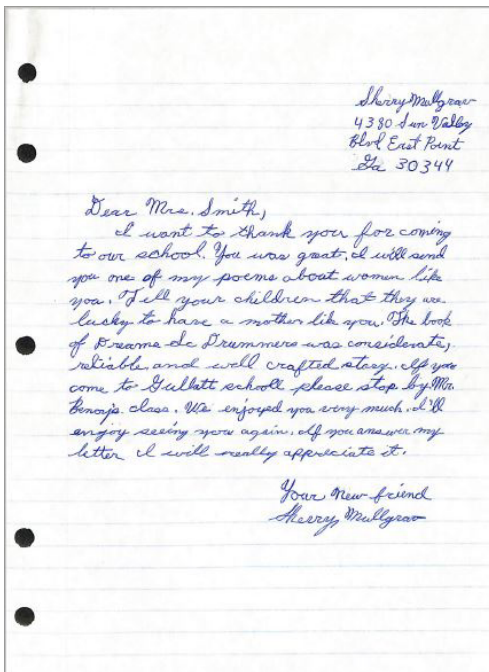 Sherry Mullgrav
4380 Sun Valley
Blvd East Point
Ga 30344
Dear Mrs. Smith,
I want to thank you for coming
to our school. You was great. I will send
you one of my poems about women like
you. Tell your children that they are
lucky to have a mother like you. The book
of Dreams &c Drummers was considerate,
reliable and well crafted story. If you
come to Gullatt school please stop by Mr.
class. We enjoyed you very much. I'll
enjoy seeing you again. If you answer my
letter I will really appreciate it.
Your new friend
Sherry Mullgrav